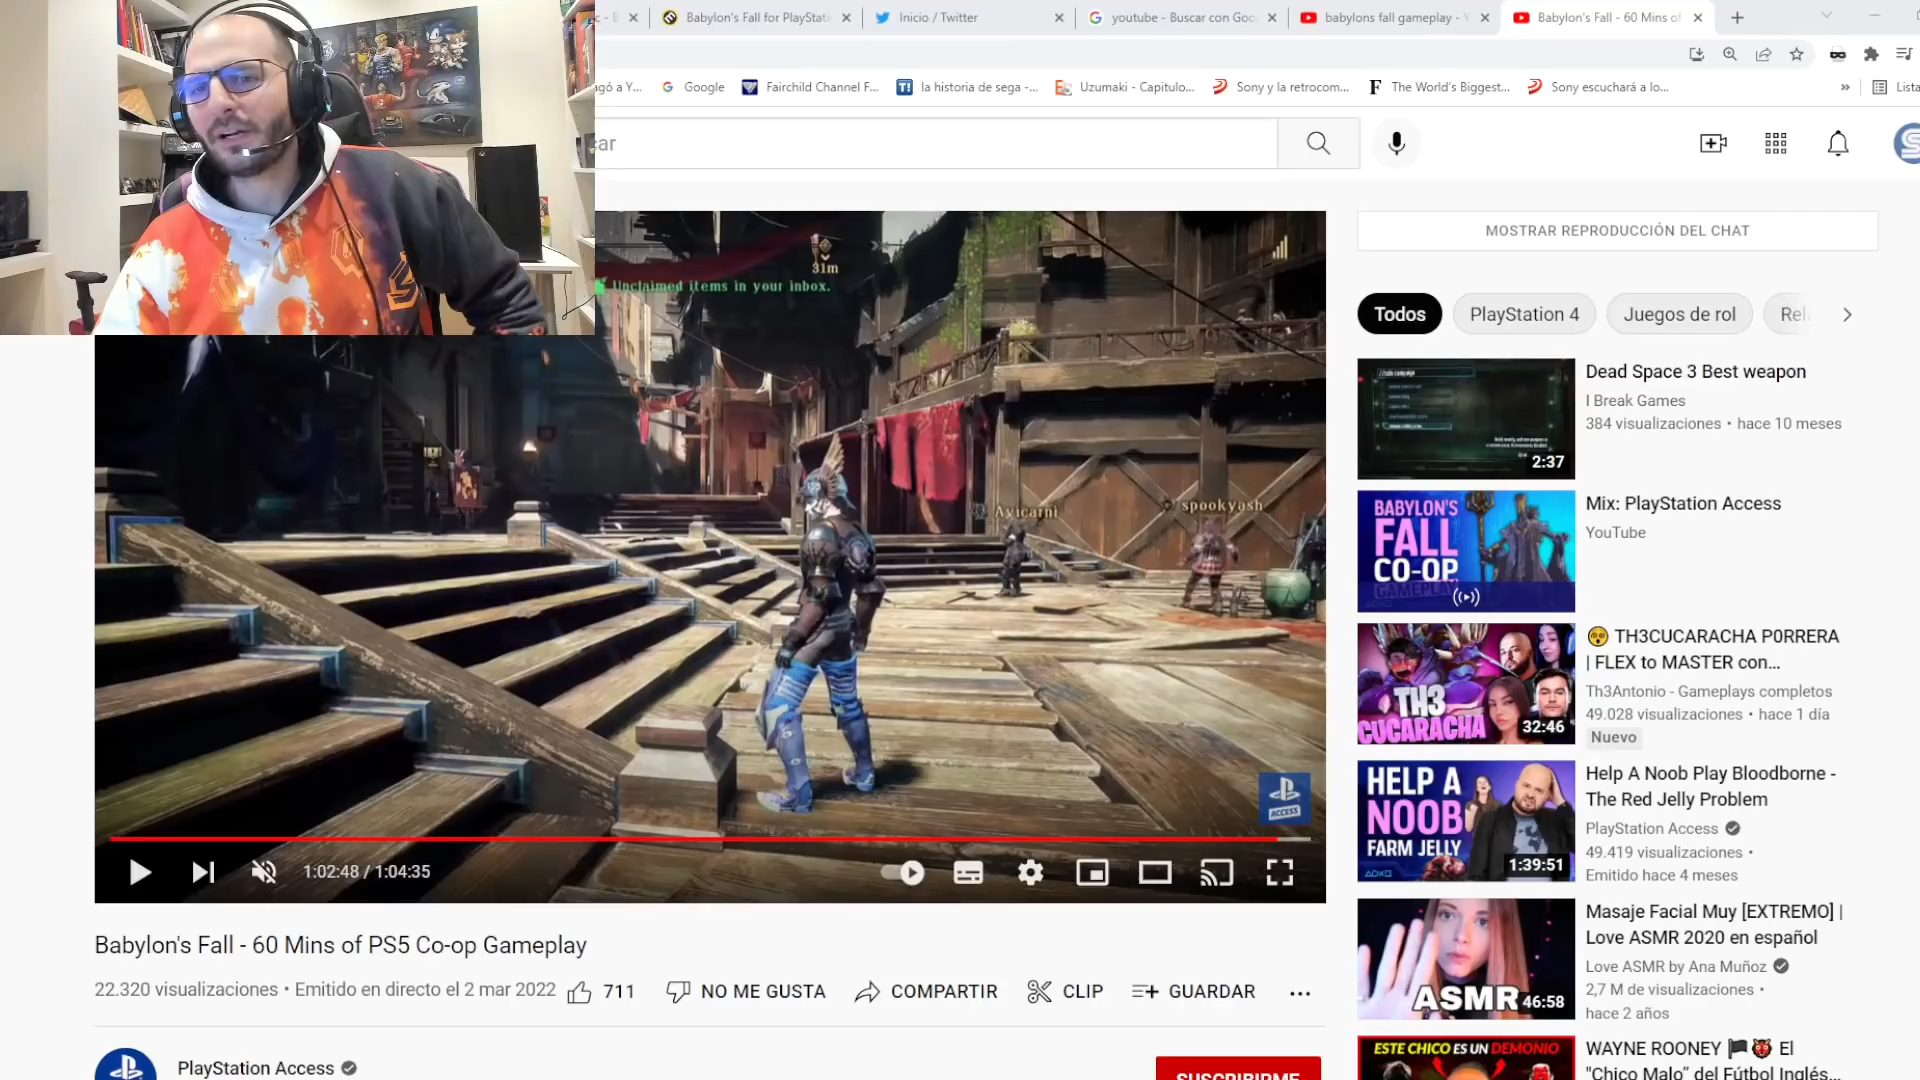 Babylon's Fall for PlayStati
Inicio / Twitter
youtube - Buscar con Goo
babylons fall gameplay - Y
Babylon's Fall - 60 Mins of
agó a Y...
Google
Fairchild Channel F...
T!
la historia de sega -...
Uzumaki - Capitulo...
Sony y la retrocom...
F
The World's Biggest...
Sony escuchará a lo...
»
Lista
car
31m
Unclaimed items in your inbox.
Avicarni
spookyash
ACCESS
1:02:48 / 1:04:35
Babylon's Fall - 60 Mins of PS5 Co-op Gameplay
22.320 visualizaciones • Emitido en directo el 2 mar 2022
711
NO ME GUSTA
COMPARTIR
CLIP
GUARDAR
PlayStation Access
SUSCRIBIRME
MOSTRAR REPRODUCCIÓN DEL CHAT
Todos
PlayStation 4
Juegos de rol
Rel
2:37
Dead Space 3 Best weapon
I Break Games
384 visualizaciones • hace 10 meses
BABYLON'S
FALL
CO-OP
GAMEPLAY
Mix: PlayStation Access
YouTube
TH3
CUCARACHA
32:46
TH3CUCARACHA P0RRERA
| FLEX to MASTER con...
Th3Antonio - Gameplays completos
49.028 visualizaciones • hace 1 día
Nuevo
HELP A
NOOB
FARM JELLY
1:39:51
Help A Noob Play Bloodborne -
The Red Jelly Problem
PlayStation Access
49.419 visualizaciones •
Emitido hace 4 meses
ASMR
46:58
Masaje Facial Muy [EXTREMO] |
Love ASMR 2020 en español
Love ASMR by Ana Muñoz
2,7 M de visualizaciones •
hace 2 años
ESTE CHICO ES UN DEMONIO
WAYNE ROONEY 🏴 👹 El
"Chico Malo" del Fútbol Inglés...